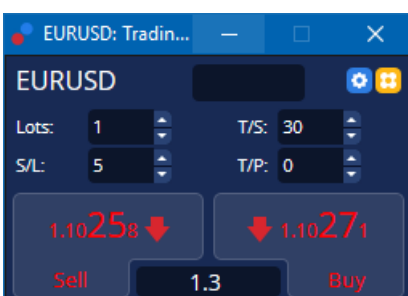 EURUSD: Tradin...
EURUSD
Lots: 1 T/S: 30
S/L: 5 T/P: 0
1.10258 1.10271
Sell 1.3 Buy